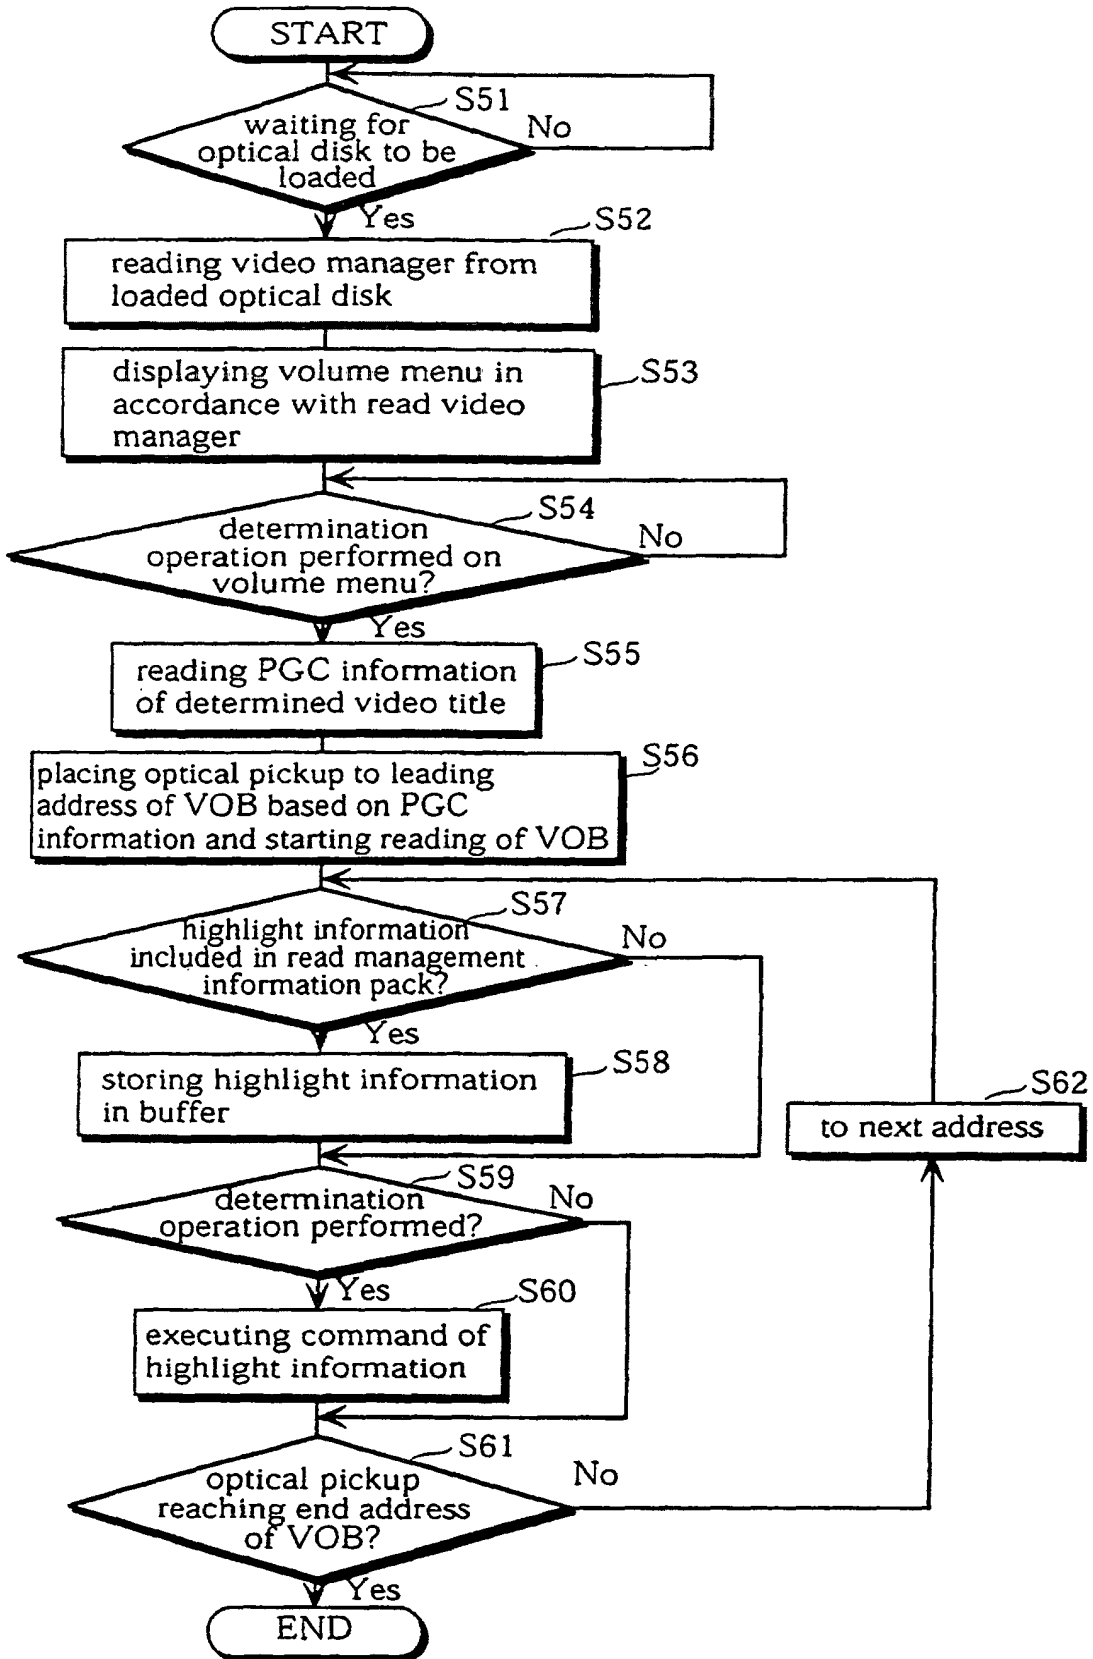 START
S51
waiting for
optical disk to be
loaded
No
Yes
S52
reading video manager from
loaded optical disk
S53
displaying volume menu in
accordance with read video
manager
S54
determination
operation performed on
volume menu?
No
Yes
S55
reading PGC information
of determined video title
S56
placing optical pickup to leading
address of VOB based on PGC
information and starting reading of VOB
S57
highlight information
included in read management
information pack?
No
Yes
S58
storing highlight information
in buffer
S62
to next address
S59
determination
operation performed?
No
Yes
S60
executing command of
highlight information
S61
optical pickup
reaching end address
of VOB?
No
Yes
END